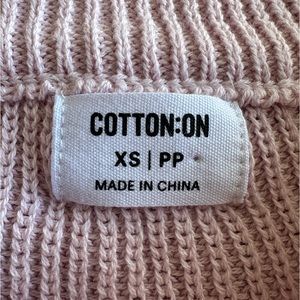 COTTON:ON
XS | PP
MADE IN CHINA